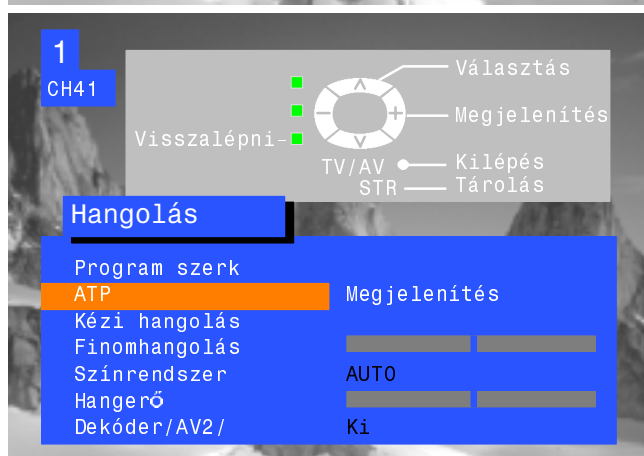 1
CH41
Választás
Megjelenítés
Visszalépni
TV/AV Kilépés
STR Tárolás
Hangolás
Program szerk
ATP Megjelenítés
Kézi hangolás
Finomhangolás
Színrendszer AUTO
Hangerő
Dekóder/AV2/ Ki